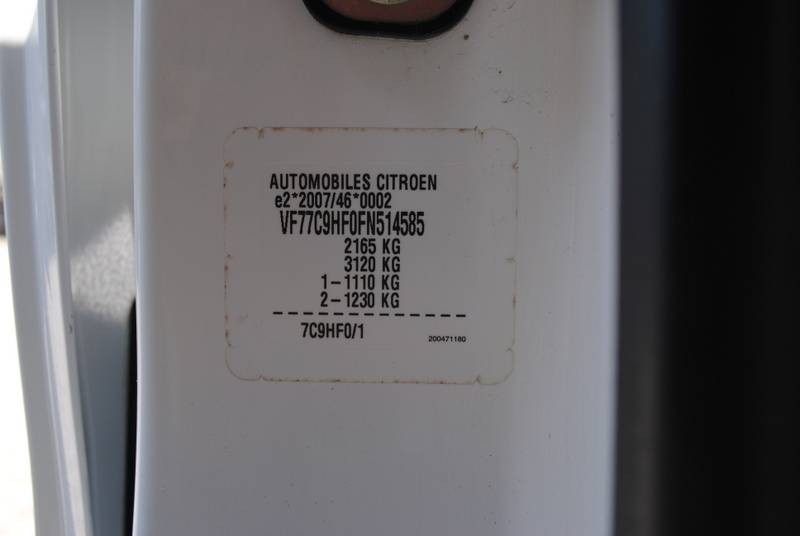 AUTOMOBILES CITROEN
e2*2007/46*0002
VF77C9HF0FN514585
2165 KG
3120 KG
1-1110 KG
2-1230 KG
7C9HF0/1
200471180